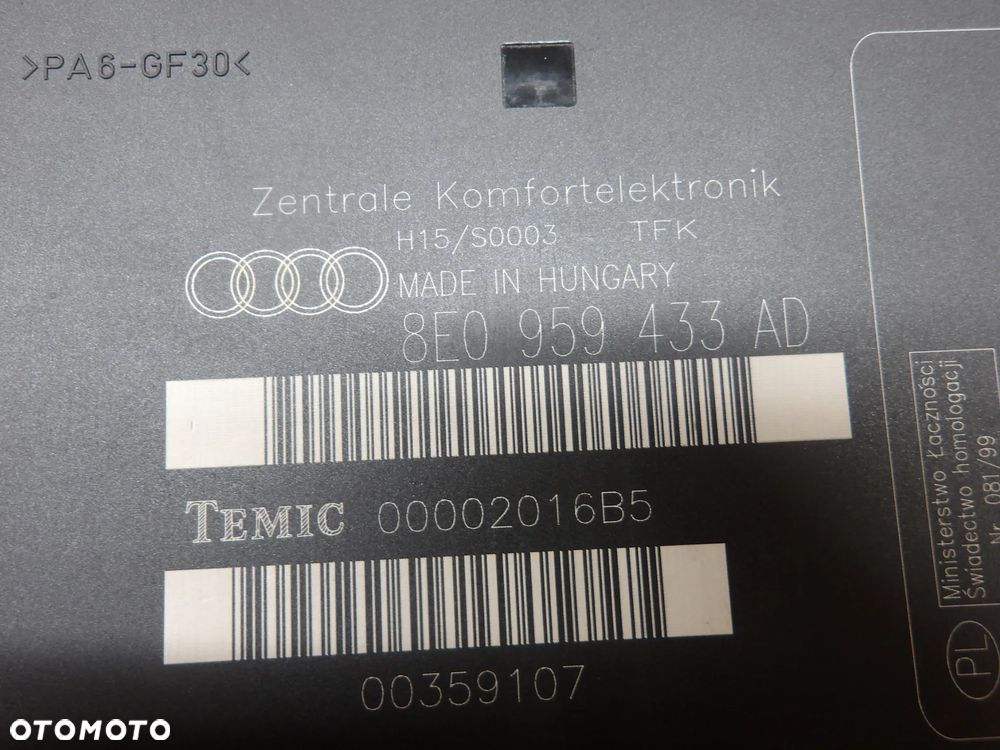 >PA6-GF30<
Zentrale Komfortelektronik
H15/S0003 TFK
MADE IN HUNGARY
8E0 959 433 AD
TEMIC 00002016B5
00359107
Ministerstwo Łączności
Świadectwo homologacji
Nr 081/99
PL
OTOMOTO